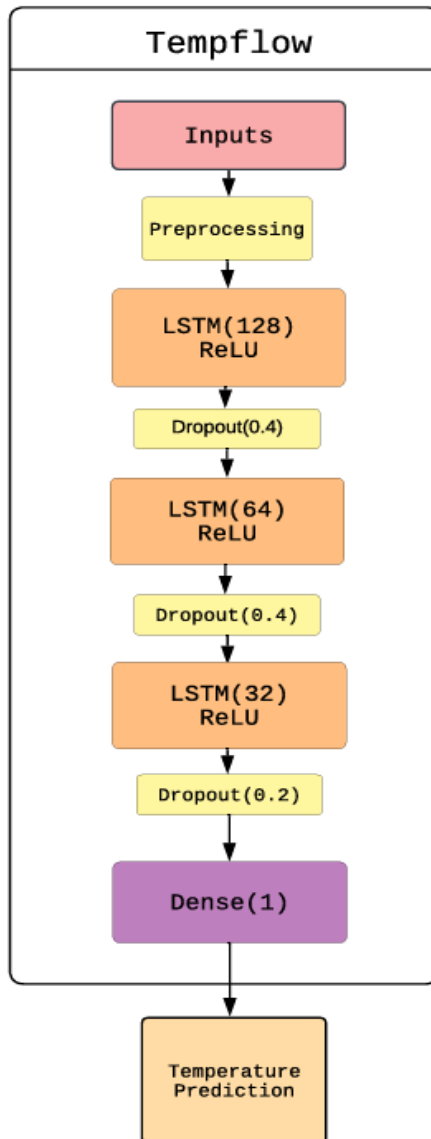 Tempflow
Inputs
Preprocessing
LSTM(128)
ReLU
Dropout(0.4)
LSTM(64)
ReLU
Dropout(0.4)
LSTM(32)
ReLU
Dropout(0.2)
Dense(1)
Temperature
Prediction